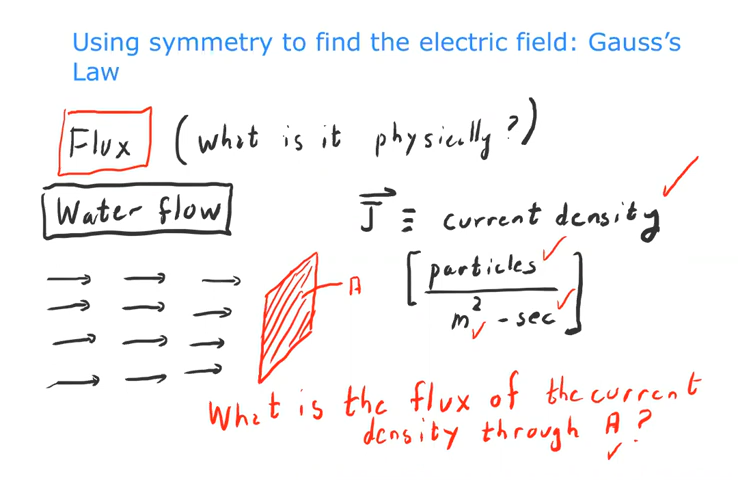 Using symmetry to find the electric field: Gauss's
Law
Flux (What is it physically?)
Water flow
J ≡ current density
[particles
m² - sec]
A
What is the flux of the current
density through A?